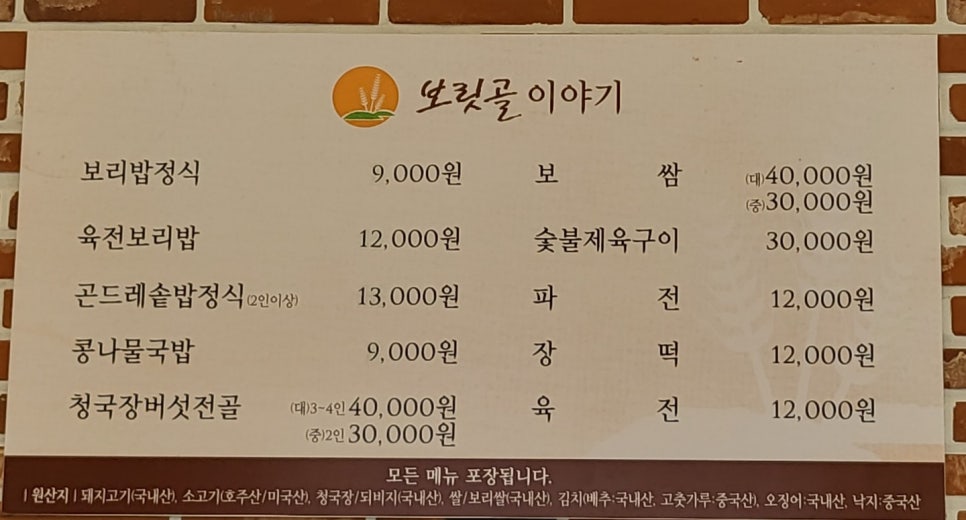 보릿골 이야기
보리밥정식 9,000원
육전보리밥 12,000원
곤드레솥밥정식(2인이상) 13,000원
콩나물국밥 9,000원
청국장버섯전골 (대)3~4인 40,000원
(중)2인 30,000원
보쌈 (대)40,000원
(중)30,000원
숯불제육구이 30,000원
파전 12,000원
장떡 12,000원
육전 12,000원
모든 메뉴 포장됩니다.
| 원산지 | 돼지고기(국내산), 소고기(호주산/미국산), 청국장/되비지(국내산), 쌀/보리쌀(국내산), 김치(배추:국내산, 고춧가루:중국산), 오징어:국내산, 낙지:중국산